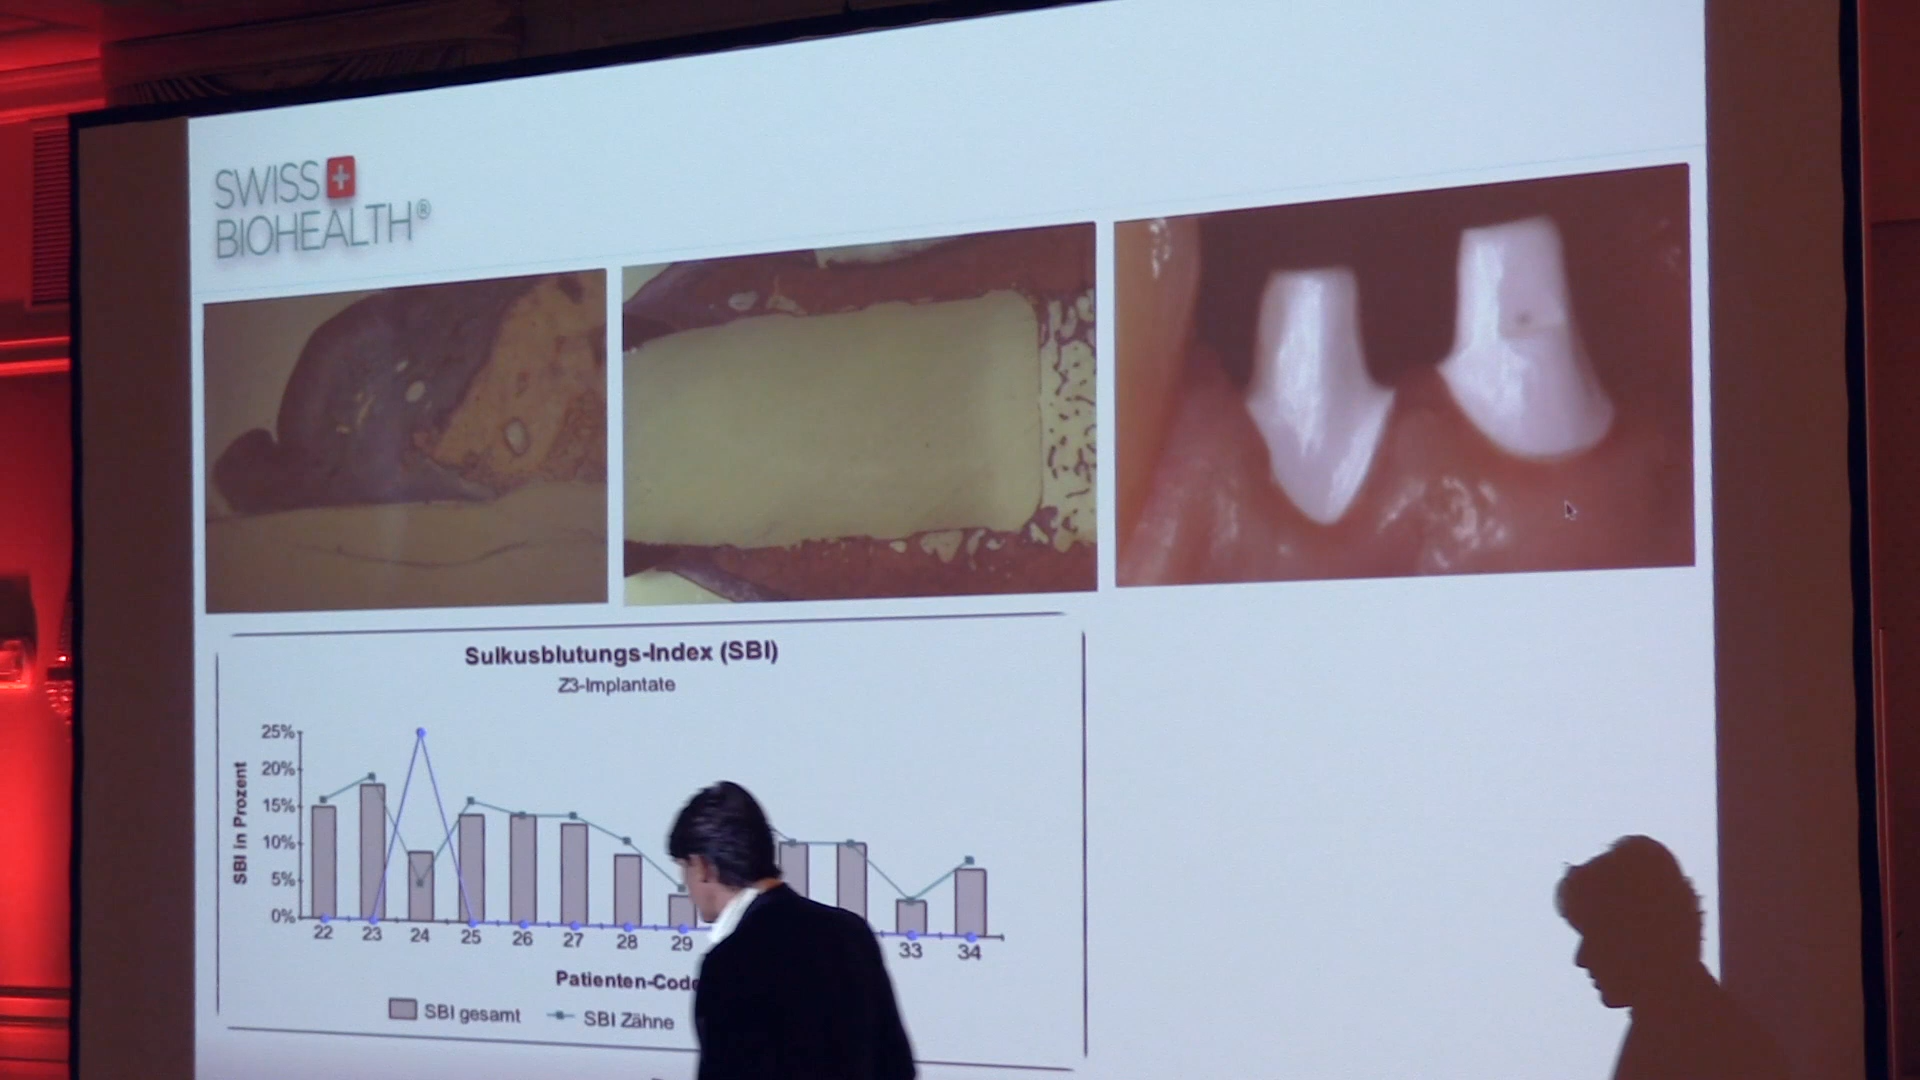 SWISS
BIOHEALTH®
Sulkusblutungs-Index (SBI)
Z3-Implantate
SBI in Prozent
25%
20%
15%
10%
5%
0%
22 23 24 25 26 27 28 29 33 34
Patienten-Code
SBI gesamt SBI Zähne